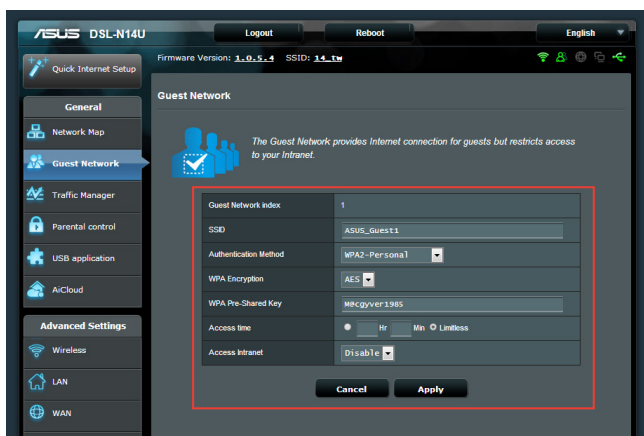 ASUS DSL-N14U
Logout
Reboot
English
Quick Internet Setup
Firmware Version: 1.0.5.4 SSID: 14_tw
General
Network Map
Guest Network
Traffic Manager
Parental control
USB application
AiCloud
Advanced Settings
Wireless
LAN
WAN
Guest Network
The Guest Network provides Internet connection for guests but restricts access
to your Intranet.
Guest Network index 1
SSID ASUS_Guest1
Authentication Method WPA2-Personal
WPA Encryption AES
WPA Pre-Shared Key M@cgyver1985
Access time Hr Min Limitless
Access Intranet Disable
Cancel Apply